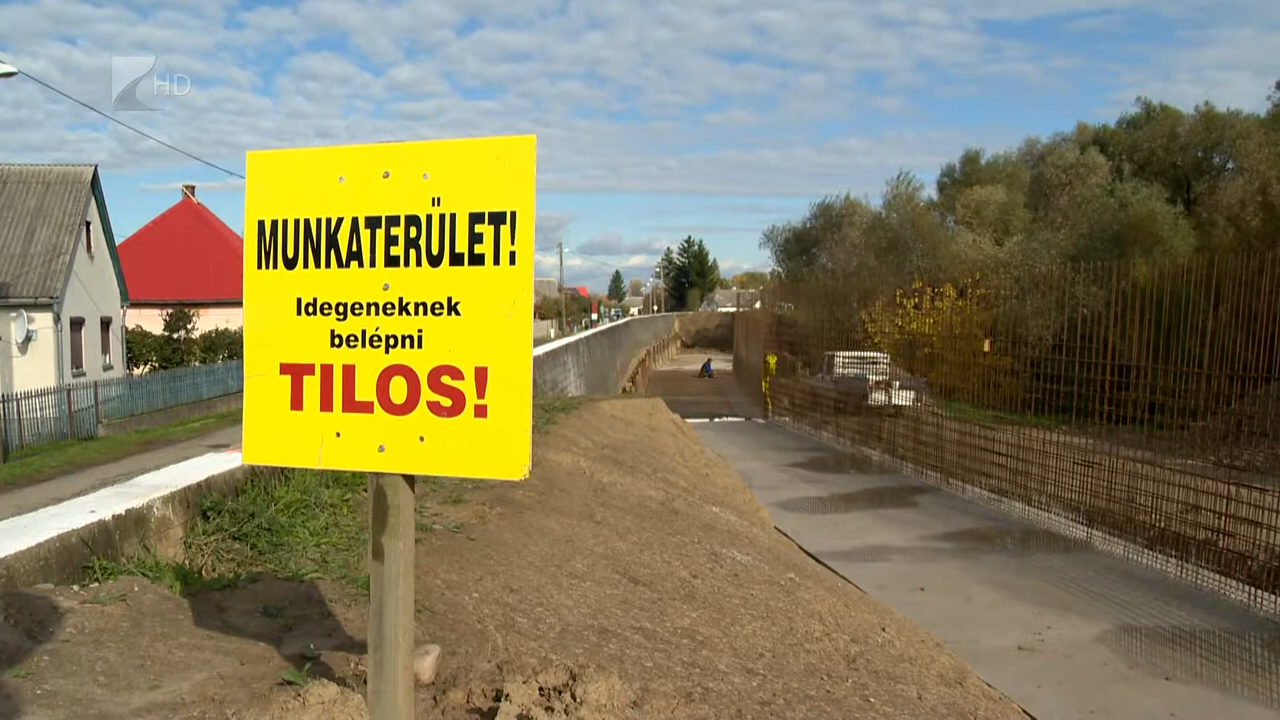 HD
MUNKATERÜLET!
Idegeneknek
belépni
TILOS!